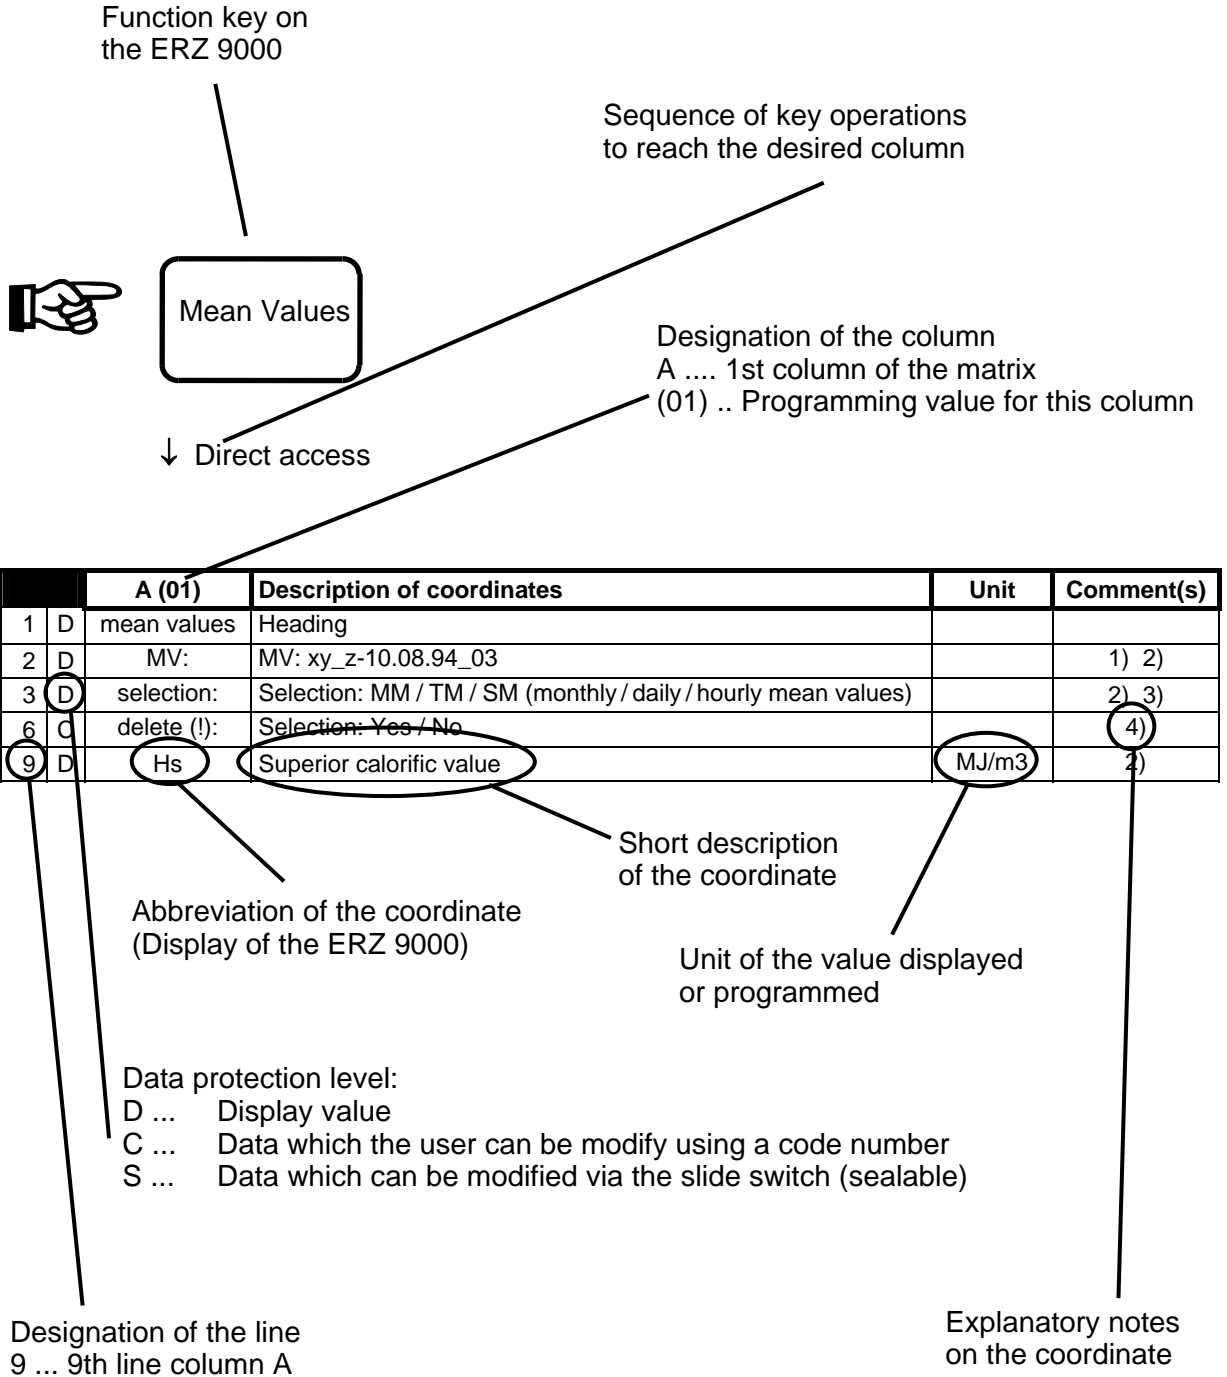 Function key on
the ERZ 9000
Sequence of key operations
to reach the desired column
Mean Values
Designation of the column
A .... 1st column of the matrix
(01) .. Programming value for this column
↓ Direct access
A (01) Description of coordinates Unit Comment(s)
1 D mean values Heading
2 D MV: MV: xy_z-10.08.94_03 1) 2)
3 D selection: Selection: MM / TM / SM (monthly / daily / hourly mean values) 2) 3)
6 C delete (!): Selection: Yes / No 4)
9 D Hs Superior calorific value MJ/m3 2)
Short description
of the coordinate
Abbreviation of the coordinate
(Display of the ERZ 9000)
Unit of the value displayed
or programmed
Data protection level:
D ... Display value
C ... Data which the user can be modify using a code number
S ... Data which can be modified via the slide switch (sealable)
Designation of the line
9 ... 9th line column A
Explanatory notes
on the coordinate